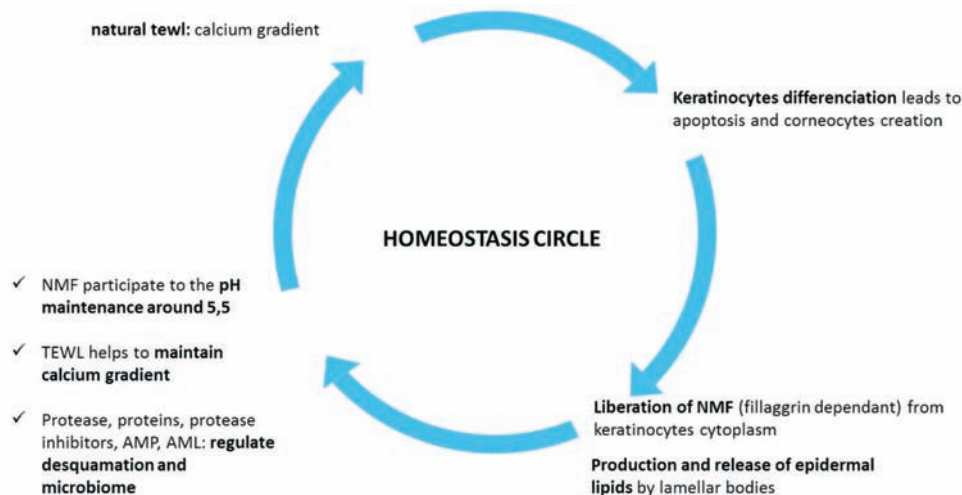 natural tewl: calcium gradient
Keratinocytes differenciation leads to
apoptosis and corneocytes creation
HOMEOSTASIS CIRCLE
✓ NMF participate to the pH
maintenance around 5,5
✓ TEWL helps to maintain
calcium gradient
✓ Protease, proteins, protease
inhibitors, AMP, AML: regulate
desquamation and
microbiome
Liberation of NMF (fillaggrin dependant) from
keratinocytes cytoplasm
Production and release of epidermal
lipids by lamellar bodies